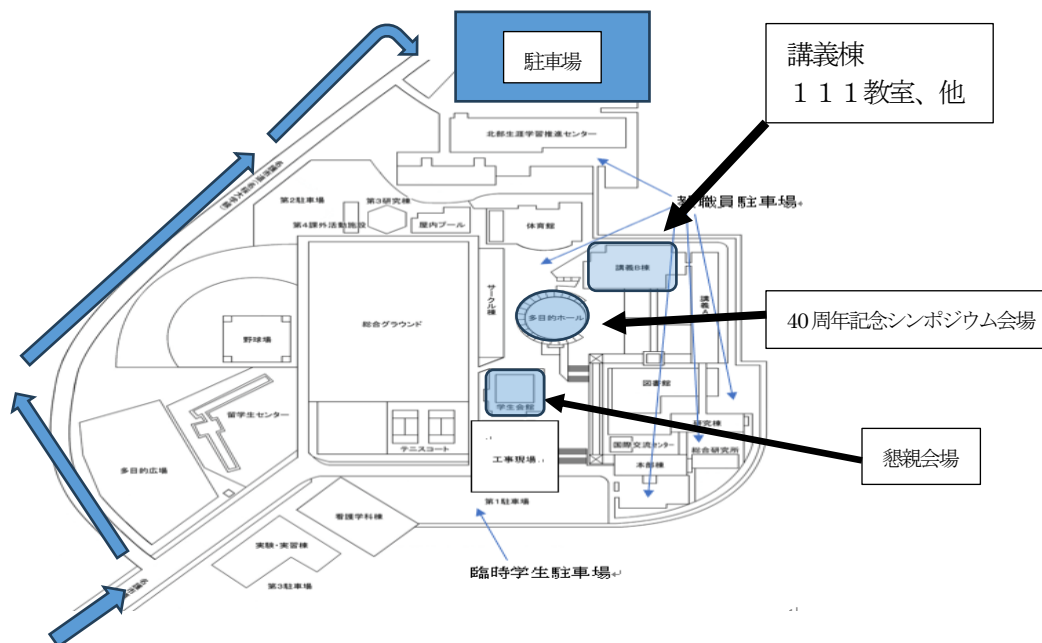 駐車場
講義棟
１１１教室、他
北部生涯学習推進センター
教職員駐車場
第2駐車場
第3研究棟
第4課外活動施設
屋内プール
体育館
講義B棟
サークル棟
多目的ホール
40周年記念シンポジウム会場
総合グラウンド
野球場
図書館
学生会館
留学生センター
研究棟
テニスコート
工事現場
国際交流センター
総合研究所
本部棟
懇親会場
多目的広場
第1駐車場
看護学科棟
実験・実習棟
第3駐車場
臨時学生駐車場